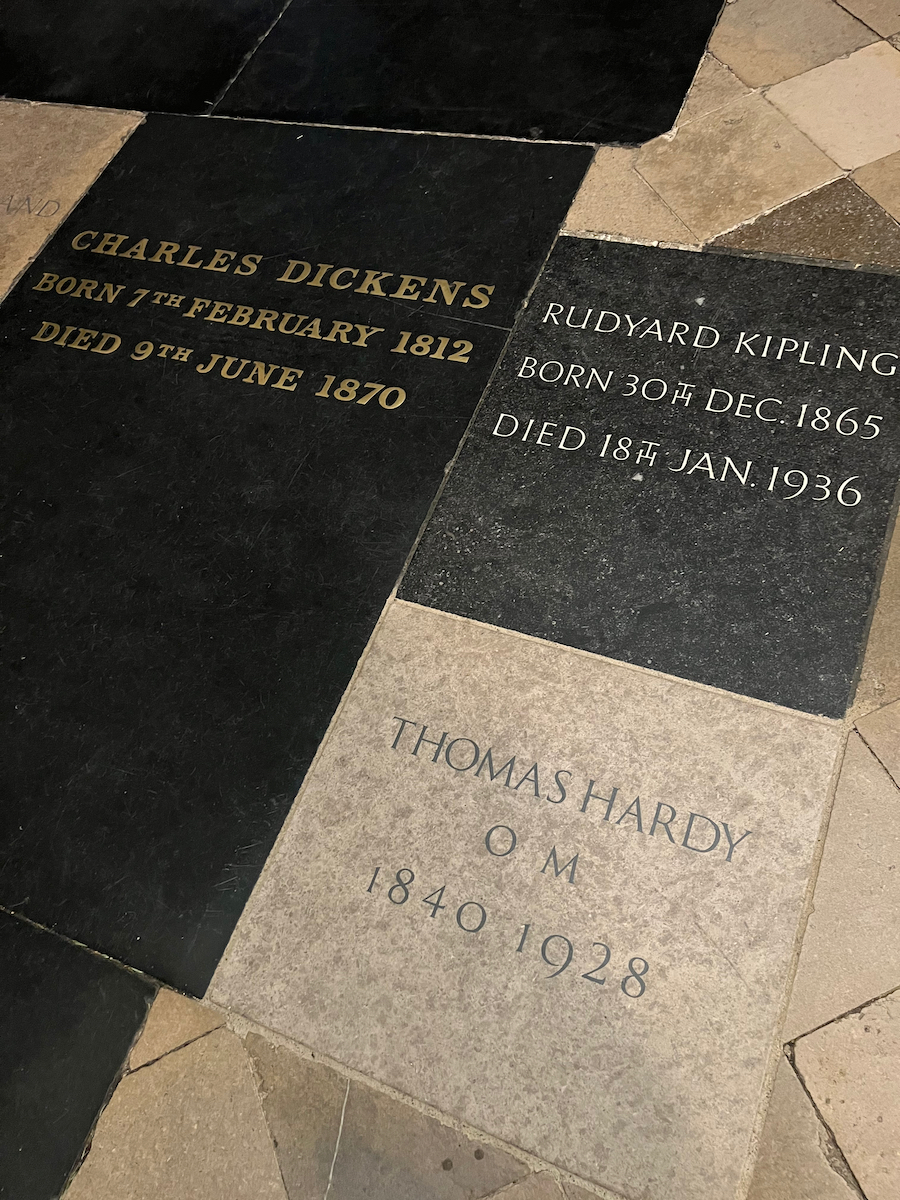 AND
CHARLES DICKENS
BORN 7TH FEBRUARY 1812
DIED 9TH JUNE 1870
RUDYARD KIPLING
BORN 30TH DEC. 1865
DIED 18TH JAN. 1936
THOMAS HARDY
O M
1840 1928